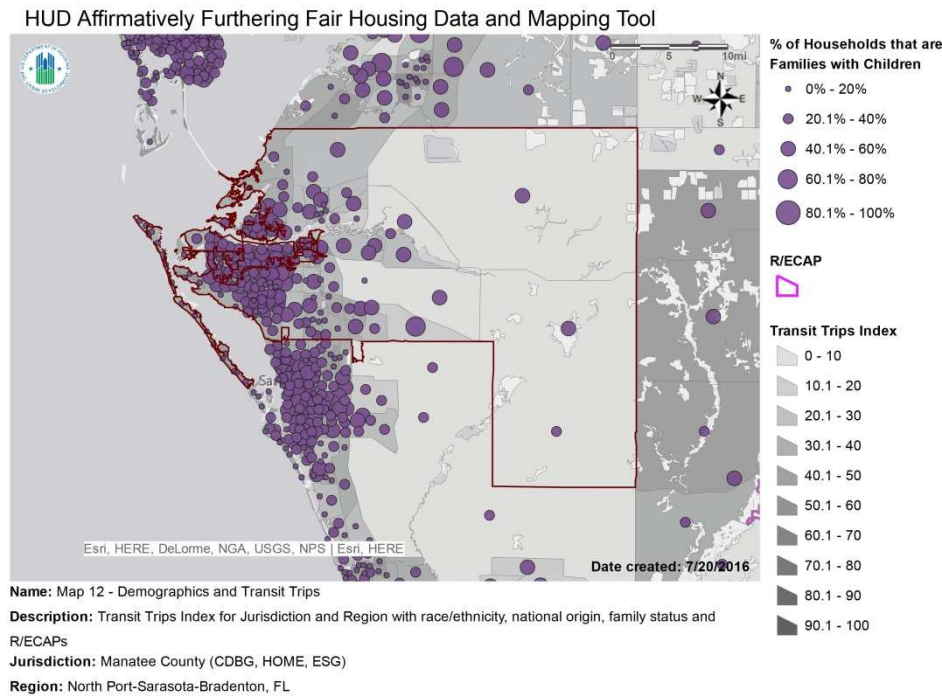 HUD Affirmatively Furthering Fair Housing Data and Mapping Tool
0 5 10mi
N
W E
S
Sar
Esri, HERE, DeLorme, NGA, USGS, NPS | Esri, HERE
Date created: 7/20/2016
% of Households that are
Families with Children
0% - 20%
20.1% - 40%
40.1% - 60%
60.1% - 80%
80.1% - 100%
R/ECAP
Transit Trips Index
0 - 10
10.1 - 20
20.1 - 30
30.1 - 40
40.1 - 50
50.1 - 60
60.1 - 70
70.1 - 80
80.1 - 90
90.1 - 100
Name: Map 12 - Demographics and Transit Trips
Description: Transit Trips Index for Jurisdiction and Region with race/ethnicity, national origin, family status and
R/ECAPs
Jurisdiction: Manatee County (CDBG, HOME, ESG)
Region: North Port-Sarasota-Bradenton, FL